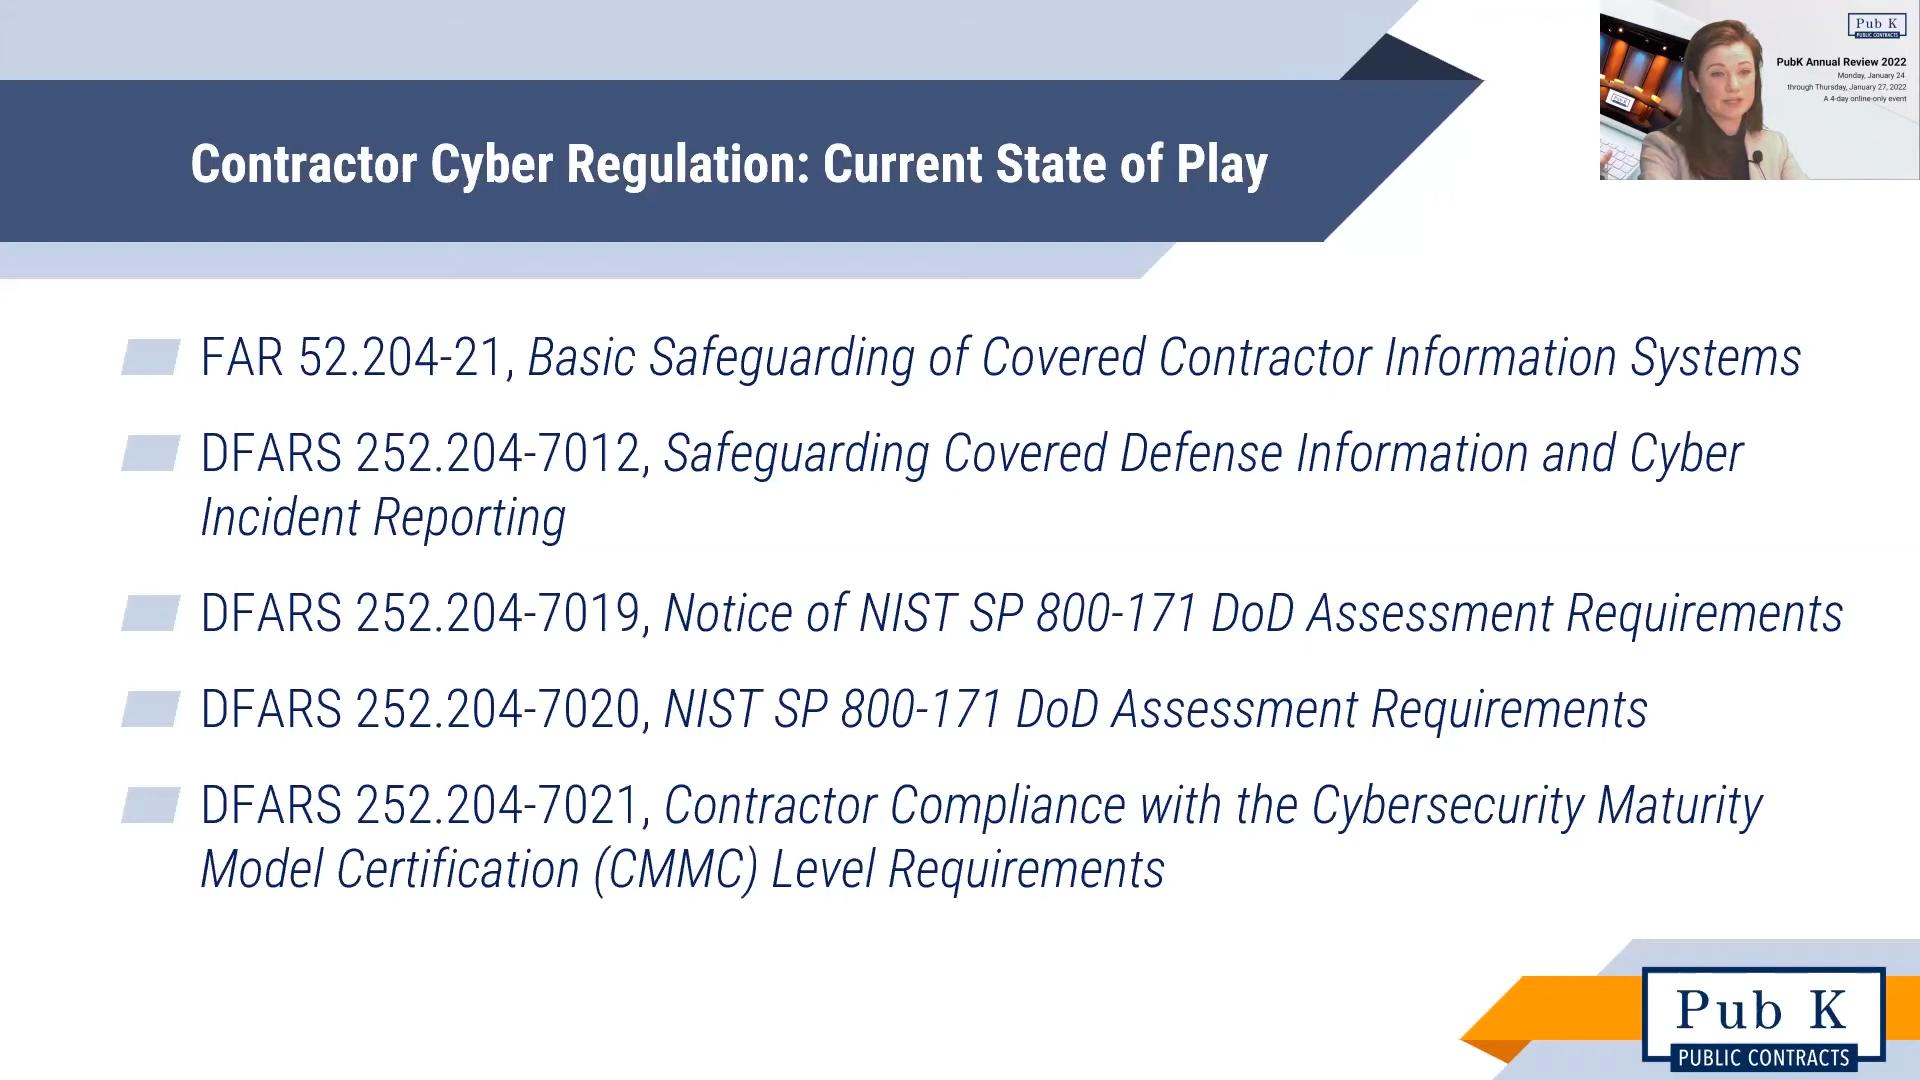 Contractor Cyber Regulation: Current State of Play
Pub K
PUBLIC CONTRACTS
PubK Annual Review 2022
Monday, January 24
through Thursday, January 27, 2022
A 4-day online-only event
FAR 52.204-21, Basic Safeguarding of Covered Contractor Information Systems
DFARS 252.204-7012, Safeguarding Covered Defense Information and Cyber
Incident Reporting
DFARS 252.204-7019, Notice of NIST SP 800-171 DoD Assessment Requirements
DFARS 252.204-7020, NIST SP 800-171 DoD Assessment Requirements
DFARS 252.204-7021, Contractor Compliance with the Cybersecurity Maturity
Model Certification (CMMC) Level Requirements
Pub K
PUBLIC CONTRACTS